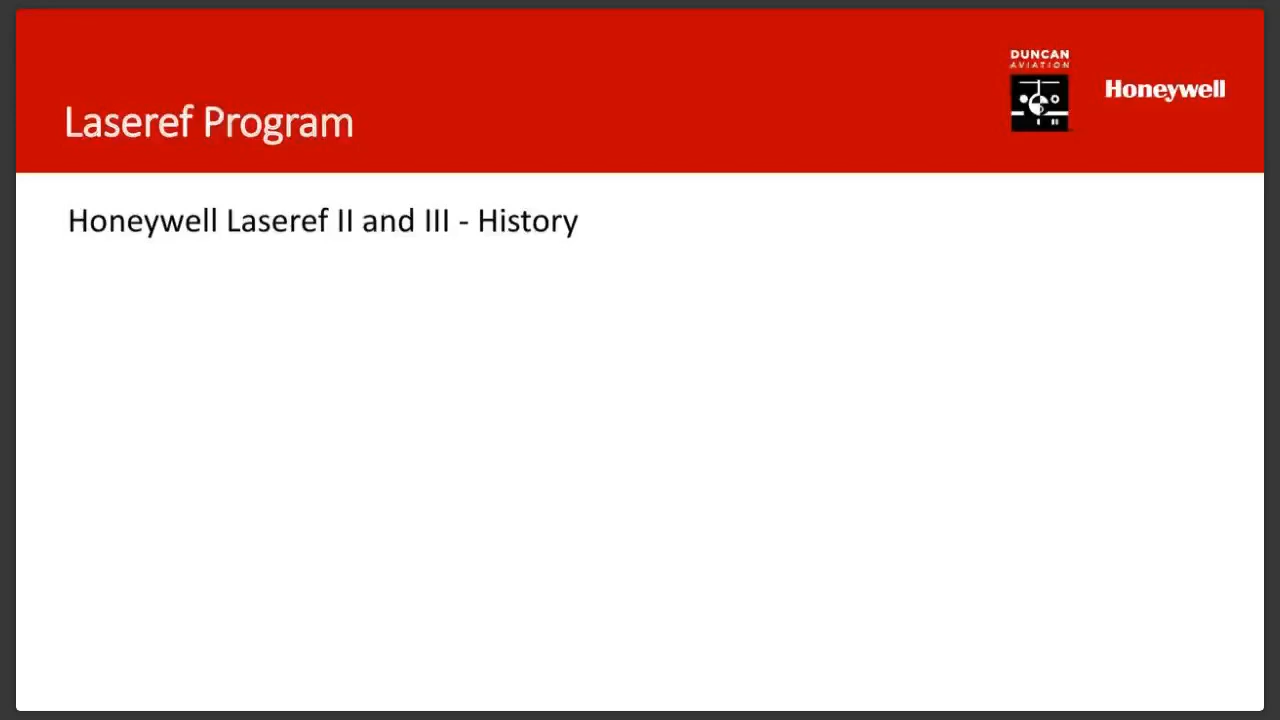 DUNCAN
AVIATION
Honeywell
Laseref Program
Honeywell Laseref II and III - History